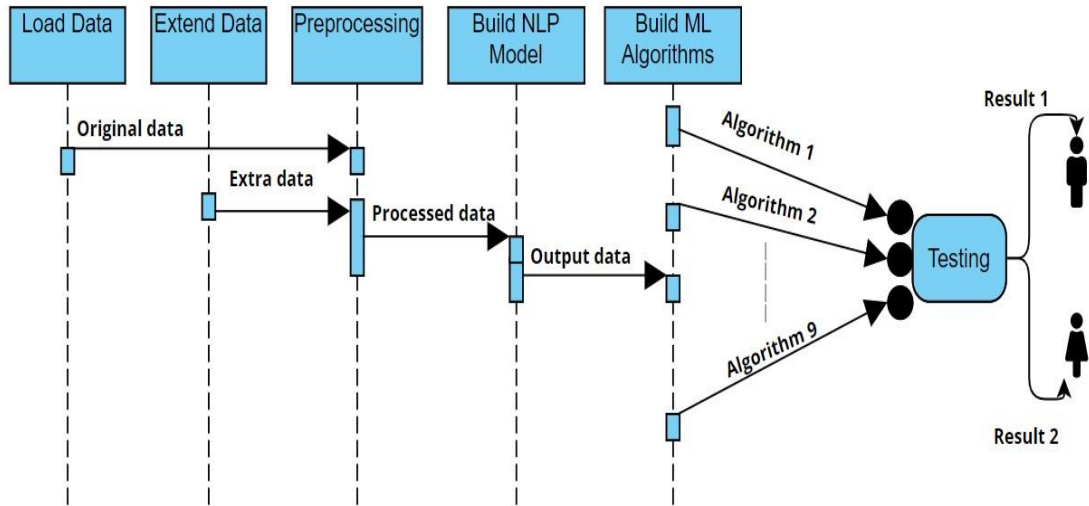 Load Data
Extend Data
Preprocessing
Build NLP
Model
Build ML
Algorithms
Original data
Extra data
Processed data
Output data
Algorithm 1
Algorithm 2
Algorithm 9
Testing
Result 1
Result 2